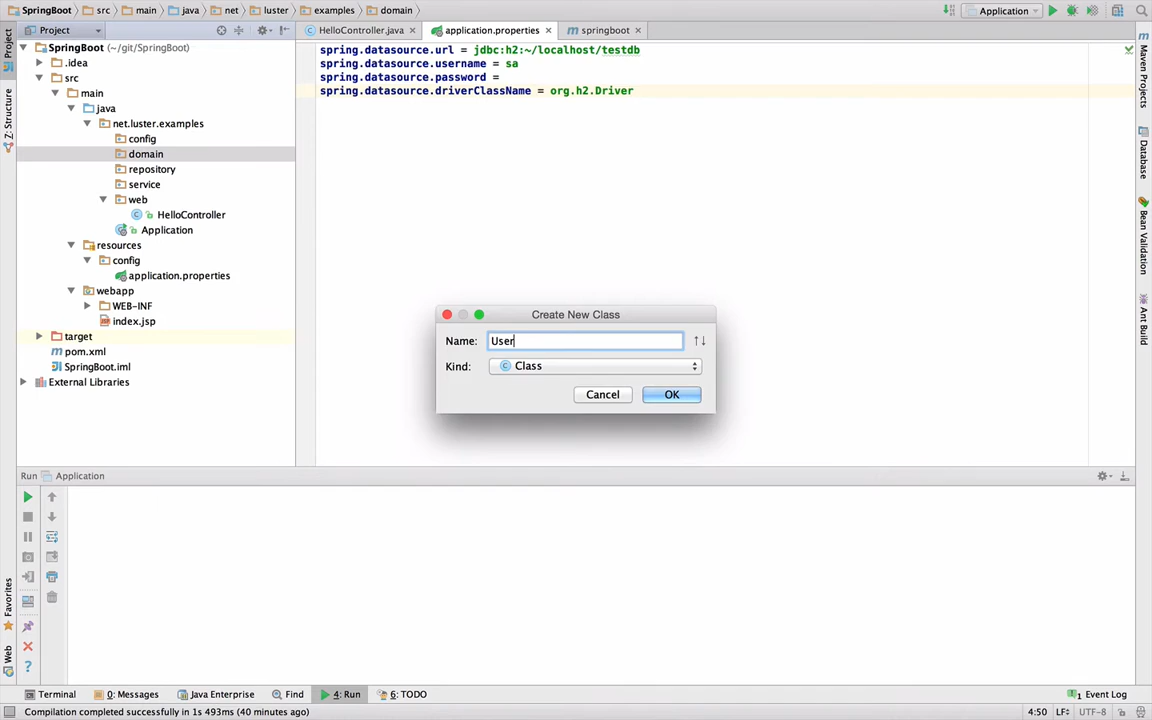 SpringBoot src main java net luster examples domain Application
Project HelloController.java application.properties springboot
SpringBoot (~/git/SpringBoot)
.idea
src
main
java
net.luster.examples
config
domain
repository
service
web
HelloController
Application
resources
config
application.properties
webapp
WEB-INF
index.jsp
target
pom.xml
SpringBoot.iml
External Libraries
spring.datasource.url = jdbc:h2:~/localhost/testdb
spring.datasource.username = sa
spring.datasource.password =
spring.datasource.driverClassName = org.h2.Driver
Create New Class
Name: User
Kind: Class
Cancel OK
Project
Z: Structure
Favorites
Web
Maven Projects
Database
Bean Validation
Ant Build
Run Application
Terminal 0: Messages Java Enterprise Find 4: Run 6: TODO 1 Event Log
Compilation completed successfully in 1s 493ms (40 minutes ago) 4:50 LF UTF-8